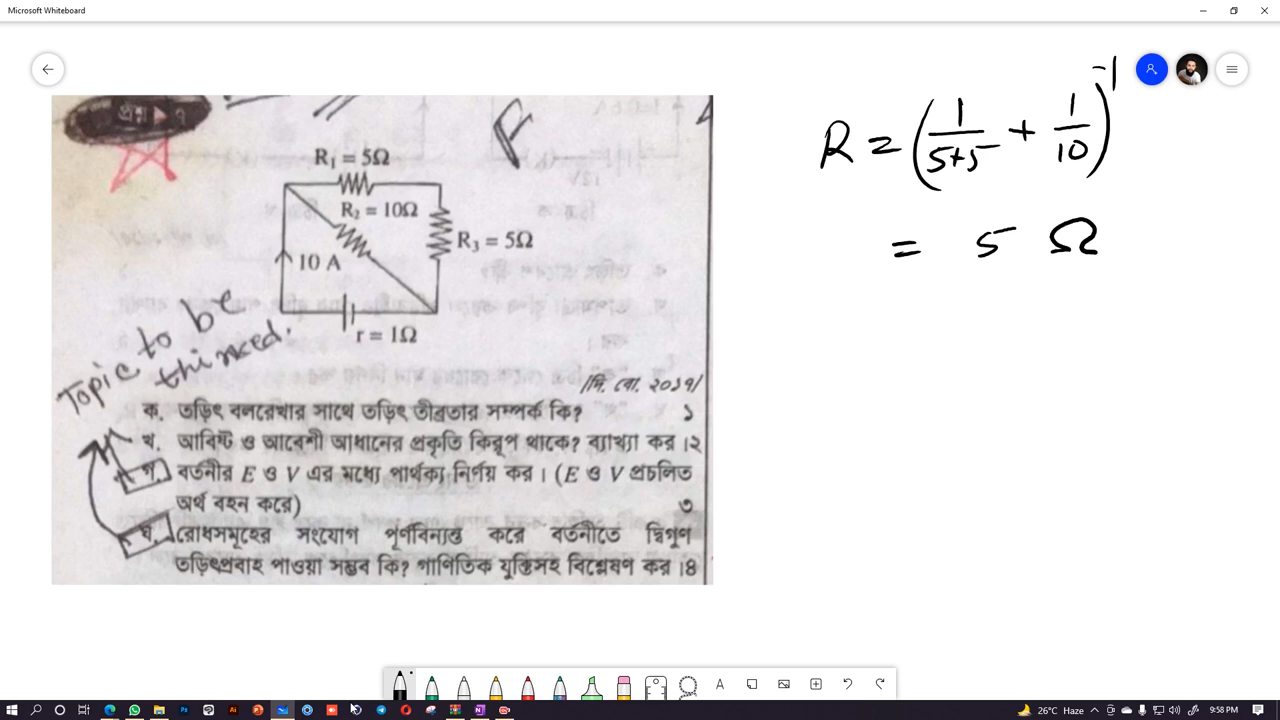 Microsoft Whiteboard
প্রশ্ন ▶ ৭
R₁ = 5Ω
R₂ = 10Ω
R₃ = 5Ω
10 A
r = 1Ω
Topic to be
thinked.
/দি. বো. ২০১৭/
ক. তড়িৎ বলরেখার সাথে তড়িৎ তীব্রতার সম্পর্ক কি? ১
খ. আবিষ্ট ও আবেশী আধানের প্রকৃতি কিরূপ থাকে? ব্যাখ্যা কর। ২
গ. বর্তনীর E ও V এর মধ্যে পার্থক্য নির্ণয় কর। (E ও V প্রচলিত
অর্থ বহন করে) ৩
ঘ. রোধসমূহের সংযোগ পূর্ণবিন্যস্ত করে বর্তনীতে দ্বিগুণ
তড়িৎপ্রবাহ পাওয়া সম্ভব কি? গাণিতিক যুক্তিসহ বিশ্লেষণ কর। ৪
R = (1/(5+5) + 1/10)⁻¹
= 5 Ω
26°C Haze
9:58 PM